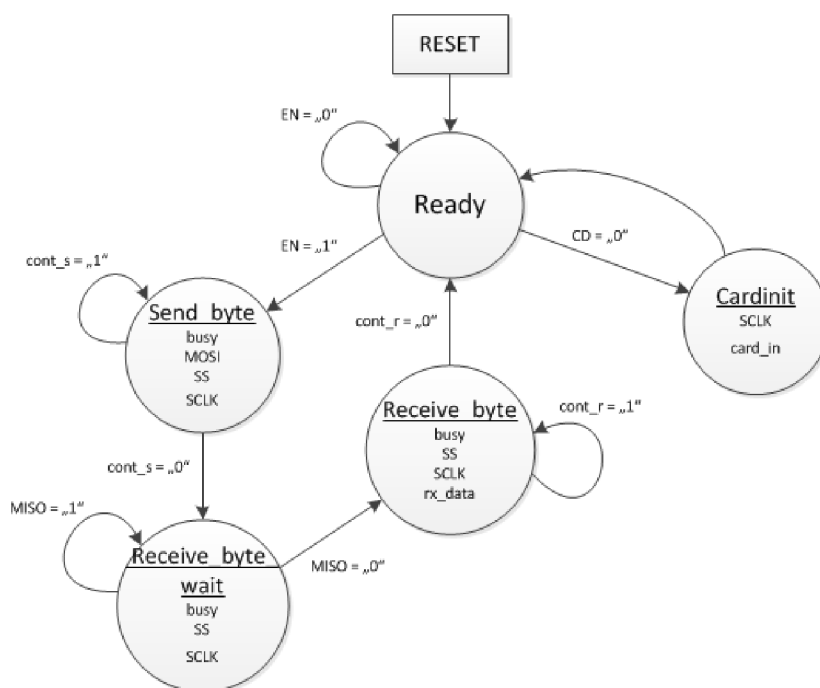 RESET
EN = „0“
Ready
EN = „1“
CD = „0“
cont_s = „1“
Send_byte
busy
MOSI
SS
SCLK
Cardinit
SCLK
card_in
cont_r = „0“
Receive_byte
busy
SS
SCLK
rx_data
cont_r = „1“
cont_s = „0“
MISO = „1“
Receive_byte_
wait
busy
SS
SCLK
MISO = „0“